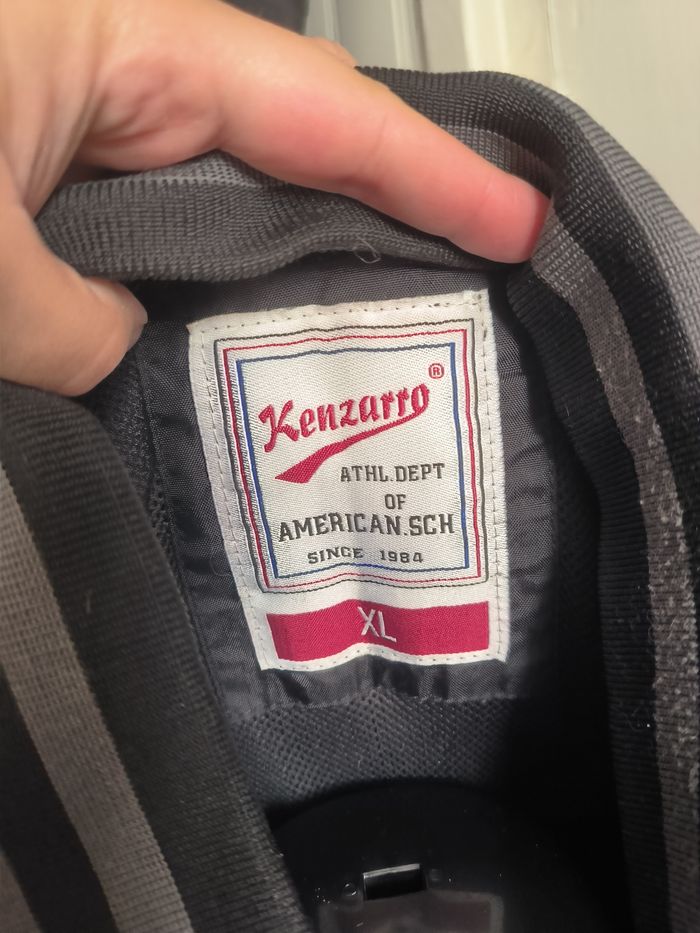 Kenzarro®
ATHL.DEPT
OF
AMERICAN.SCH
SINCE 1984
XL